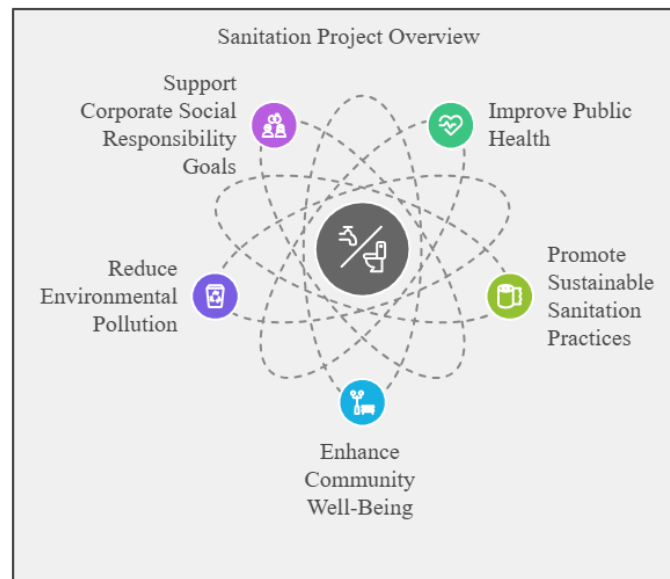 Sanitation Project Overview
Support
Corporate Social
Responsibility
Goals
Improve Public
Health
Reduce
Environmental
Pollution
Promote
Sustainable
Sanitation
Practices
Enhance
Community
Well-Being